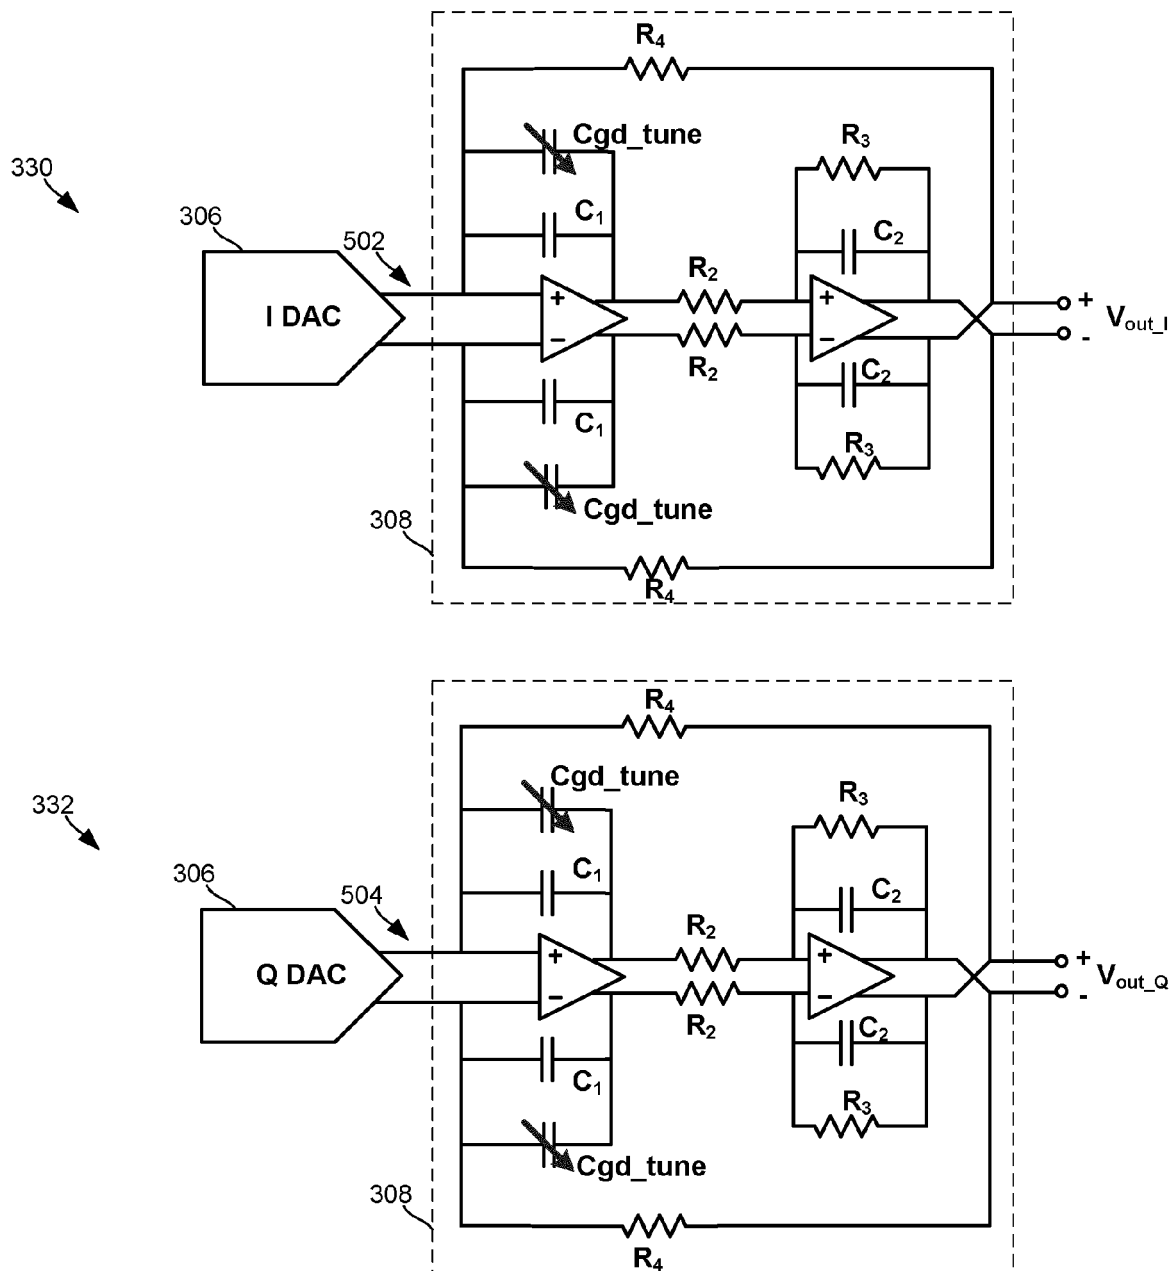 R4
Cgd_tune
R3
330
306
C1
502
C2
R2
+
+
+
I DAC
Vout_I
−
−
-
R2
C2
C1
R3
Cgd_tune
308
R4
R4
Cgd_tune
R3
332
306
C1
504
C2
R2
+
+
+
Q DAC
Vout_Q
−
−
-
R2
C2
C1
R3
Cgd_tune
308
R4